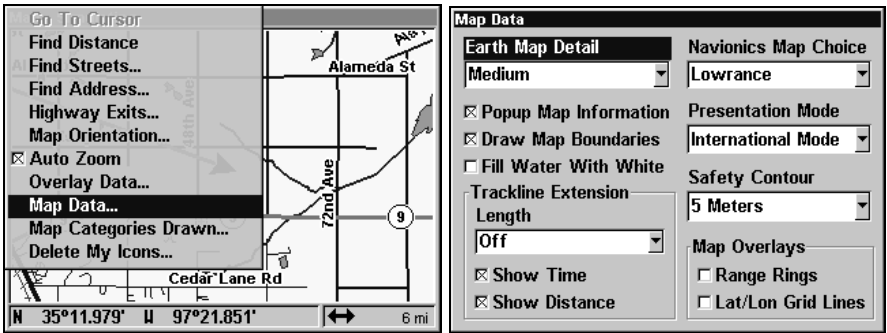 Go To Cursor
Find Distance
Find Streets...
Find Address...
Highway Exits...
Map Orientation...
Auto Zoom
Overlay Data...
Map Data...
Map Categories Drawn...
Delete My Icons...
Alameda St
48th Ave
72nd Ave
9
Cedar Lane Rd
N 35°11.979' W 97°21.851' 6 mi
Map Data
Earth Map Detail
Medium
Popup Map Information
Draw Map Boundaries
Fill Water With White
Trackline Extension
Length
Off
Show Time
Show Distance
Navionics Map Choice
Lowrance
Presentation Mode
International Mode
Safety Contour
5 Meters
Map Overlays
Range Rings
Lat/Lon Grid Lines